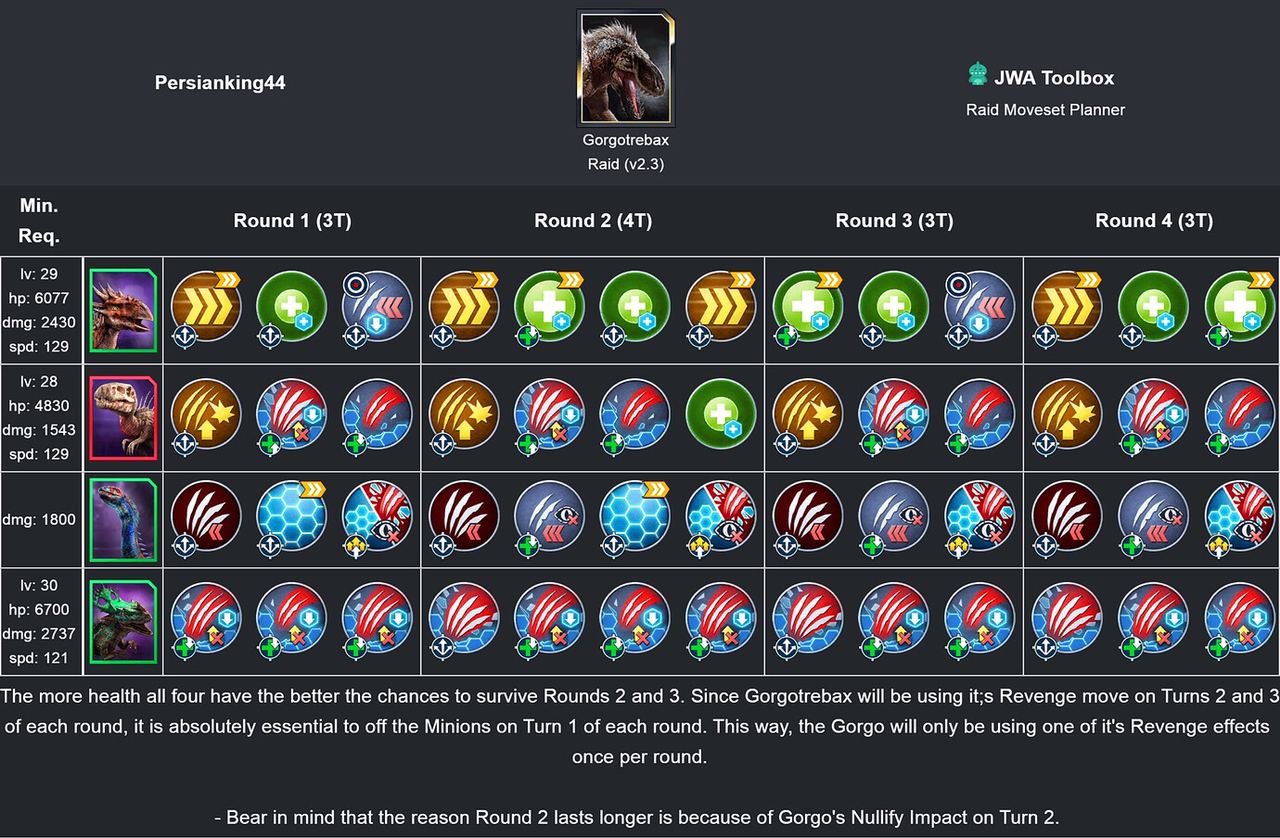 Persianking44
Gorgotrebax
Raid (v2.3)
JWA Toolbox
Raid Moveset Planner
Min.
Req.
Round 1 (3T)
Round 2 (4T)
Round 3 (3T)
Round 4 (3T)
lv: 29
hp: 6077
dmg: 2430
spd: 129
lv: 28
hp: 4830
dmg: 1543
spd: 129
dmg: 1800
lv: 30
hp: 6700
dmg: 2737
spd: 121
The more health all four have the better the chances to survive Rounds 2 and 3. Since Gorgotrebax will be using it;s Revenge move on Turns 2 and 3
of each round, it is absolutely essential to off the Minions on Turn 1 of each round. This way, the Gorgo will only be using one of it's Revenge effects
once per round.
- Bear in mind that the reason Round 2 lasts longer is because of Gorgo's Nullify Impact on Turn 2.